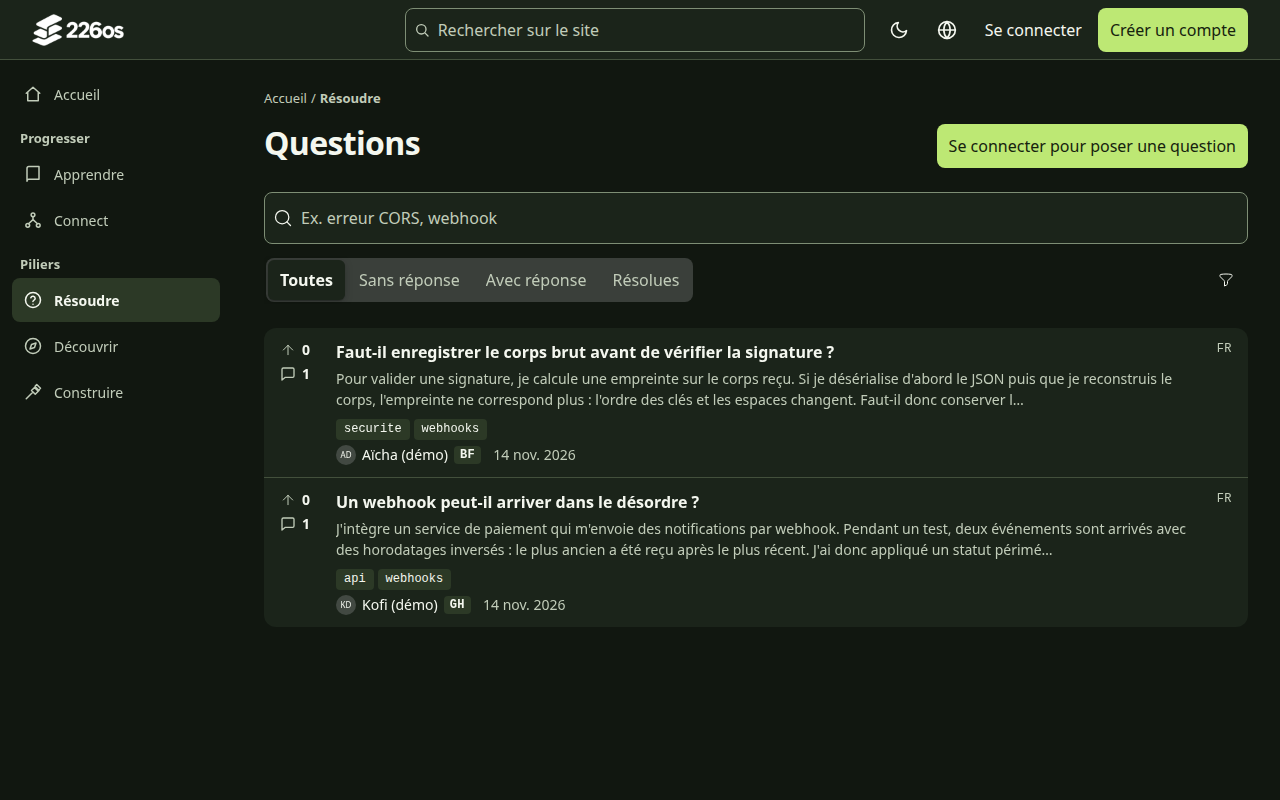 226os
Rechercher sur le site
Se connecter
Créer un compte
Accueil
Progresser
Apprendre
Connect
Piliers
Résoudre
Découvrir
Construire
Accueil / Résoudre
Questions
Se connecter pour poser une question
Ex. erreur CORS, webhook
Toutes
Sans réponse
Avec réponse
Résolues
0
1
Faut-il enregistrer le corps brut avant de vérifier la signature ?
FR
Pour valider une signature, je calcule une empreinte sur le corps reçu. Si je désérialise d'abord le JSON puis que je reconstruis le
corps, l'empreinte ne correspond plus : l'ordre des clés et les espaces changent. Faut-il donc conserver l…
securite
webhooks
AD Aïcha (démo) BF 14 nov. 2026
0
1
Un webhook peut-il arriver dans le désordre ?
FR
J'intègre un service de paiement qui m'envoie des notifications par webhook. Pendant un test, deux événements sont arrivés avec
des horodatages inversés : le plus ancien a été reçu après le plus récent. J'ai donc appliqué un statut périmé…
api
webhooks
KD Kofi (démo) GH 14 nov. 2026